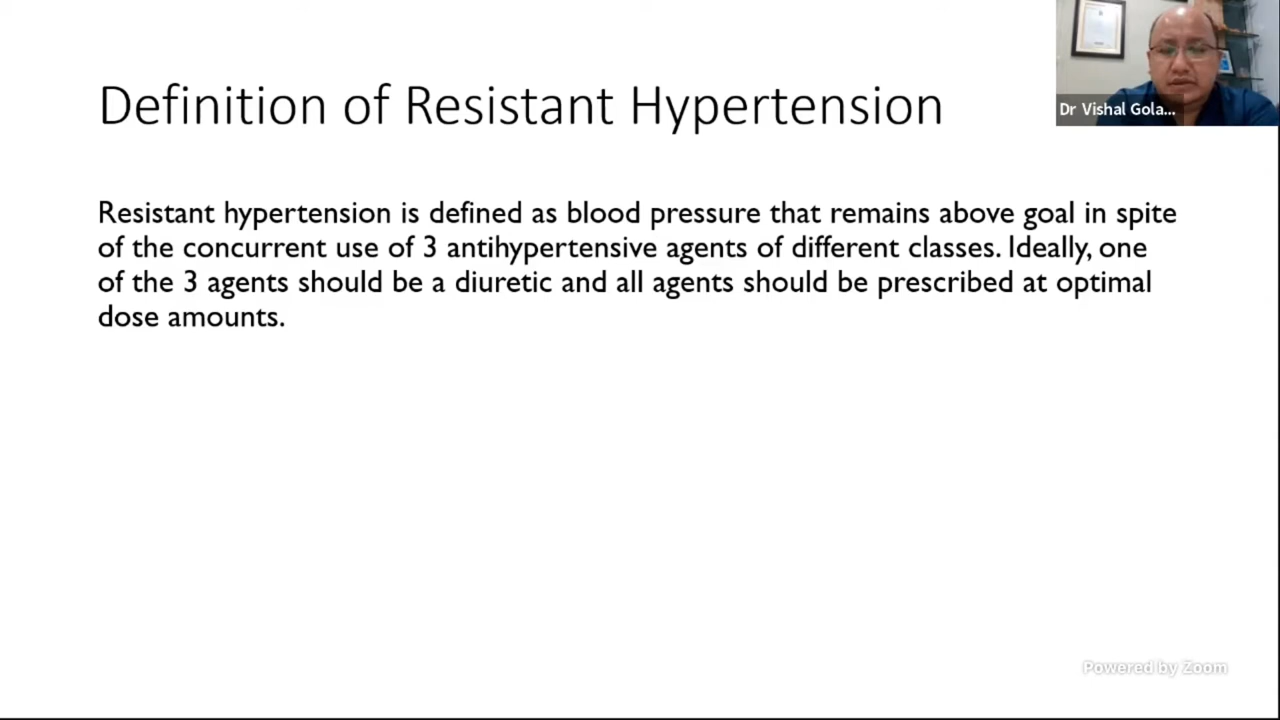 Definition of Resistant Hypertension
Dr Vishal Gola...
Resistant hypertension is defined as blood pressure that remains above goal in spite
of the concurrent use of 3 antihypertensive agents of different classes. Ideally, one
of the 3 agents should be a diuretic and all agents should be prescribed at optimal
dose amounts.
Powered by Zoom